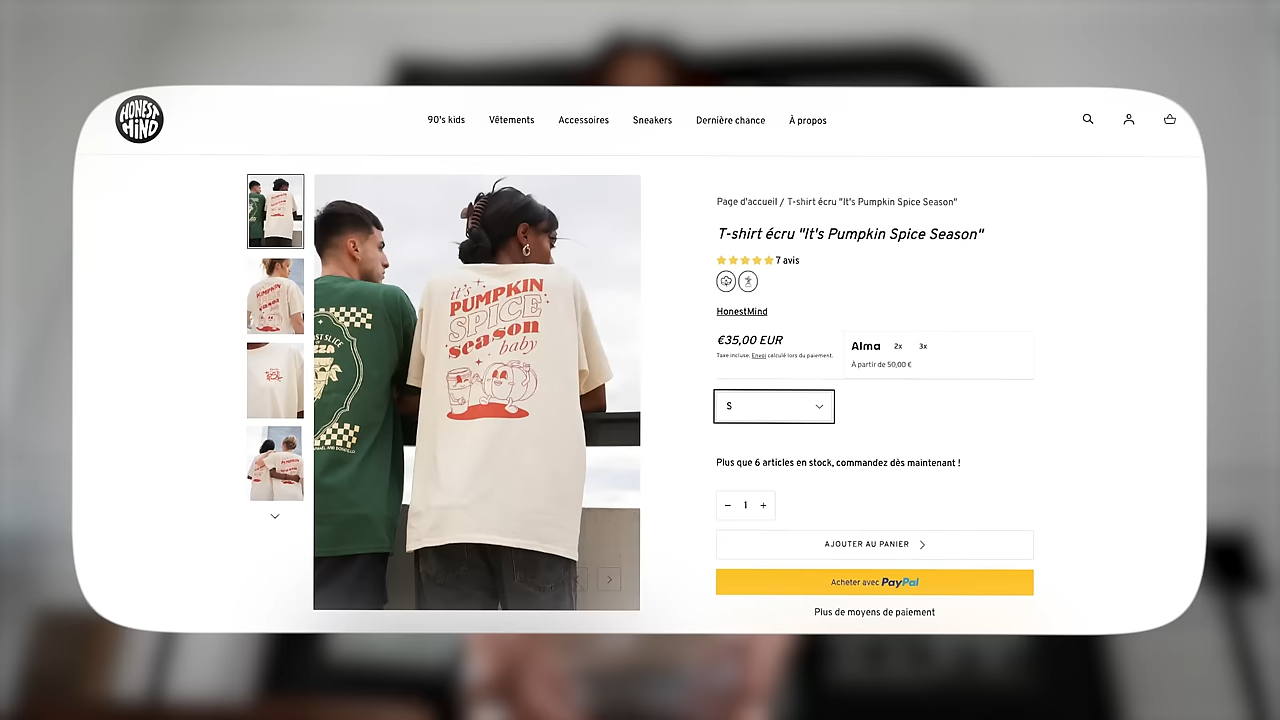 HONEST
MIND
90's kids
Vêtements
Accessoires
Sneakers
Dernière chance
À propos
it's
PUMPKIN
SPICE
season
baby
Page d'accueil / T-shirt écru "It's Pumpkin Spice Season"
T-shirt écru "It's Pumpkin Spice Season"
7 avis
HonestMind
€35,00 EUR
Taxe incluse. Envoi calculé lors du paiement.
Alma 2x 3x
À partir de 50,00 €
S
Plus que 6 articles en stock, commandez dès maintenant !
− 1 +
AJOUTER AU PANIER
Acheter avec PayPal
Plus de moyens de paiement